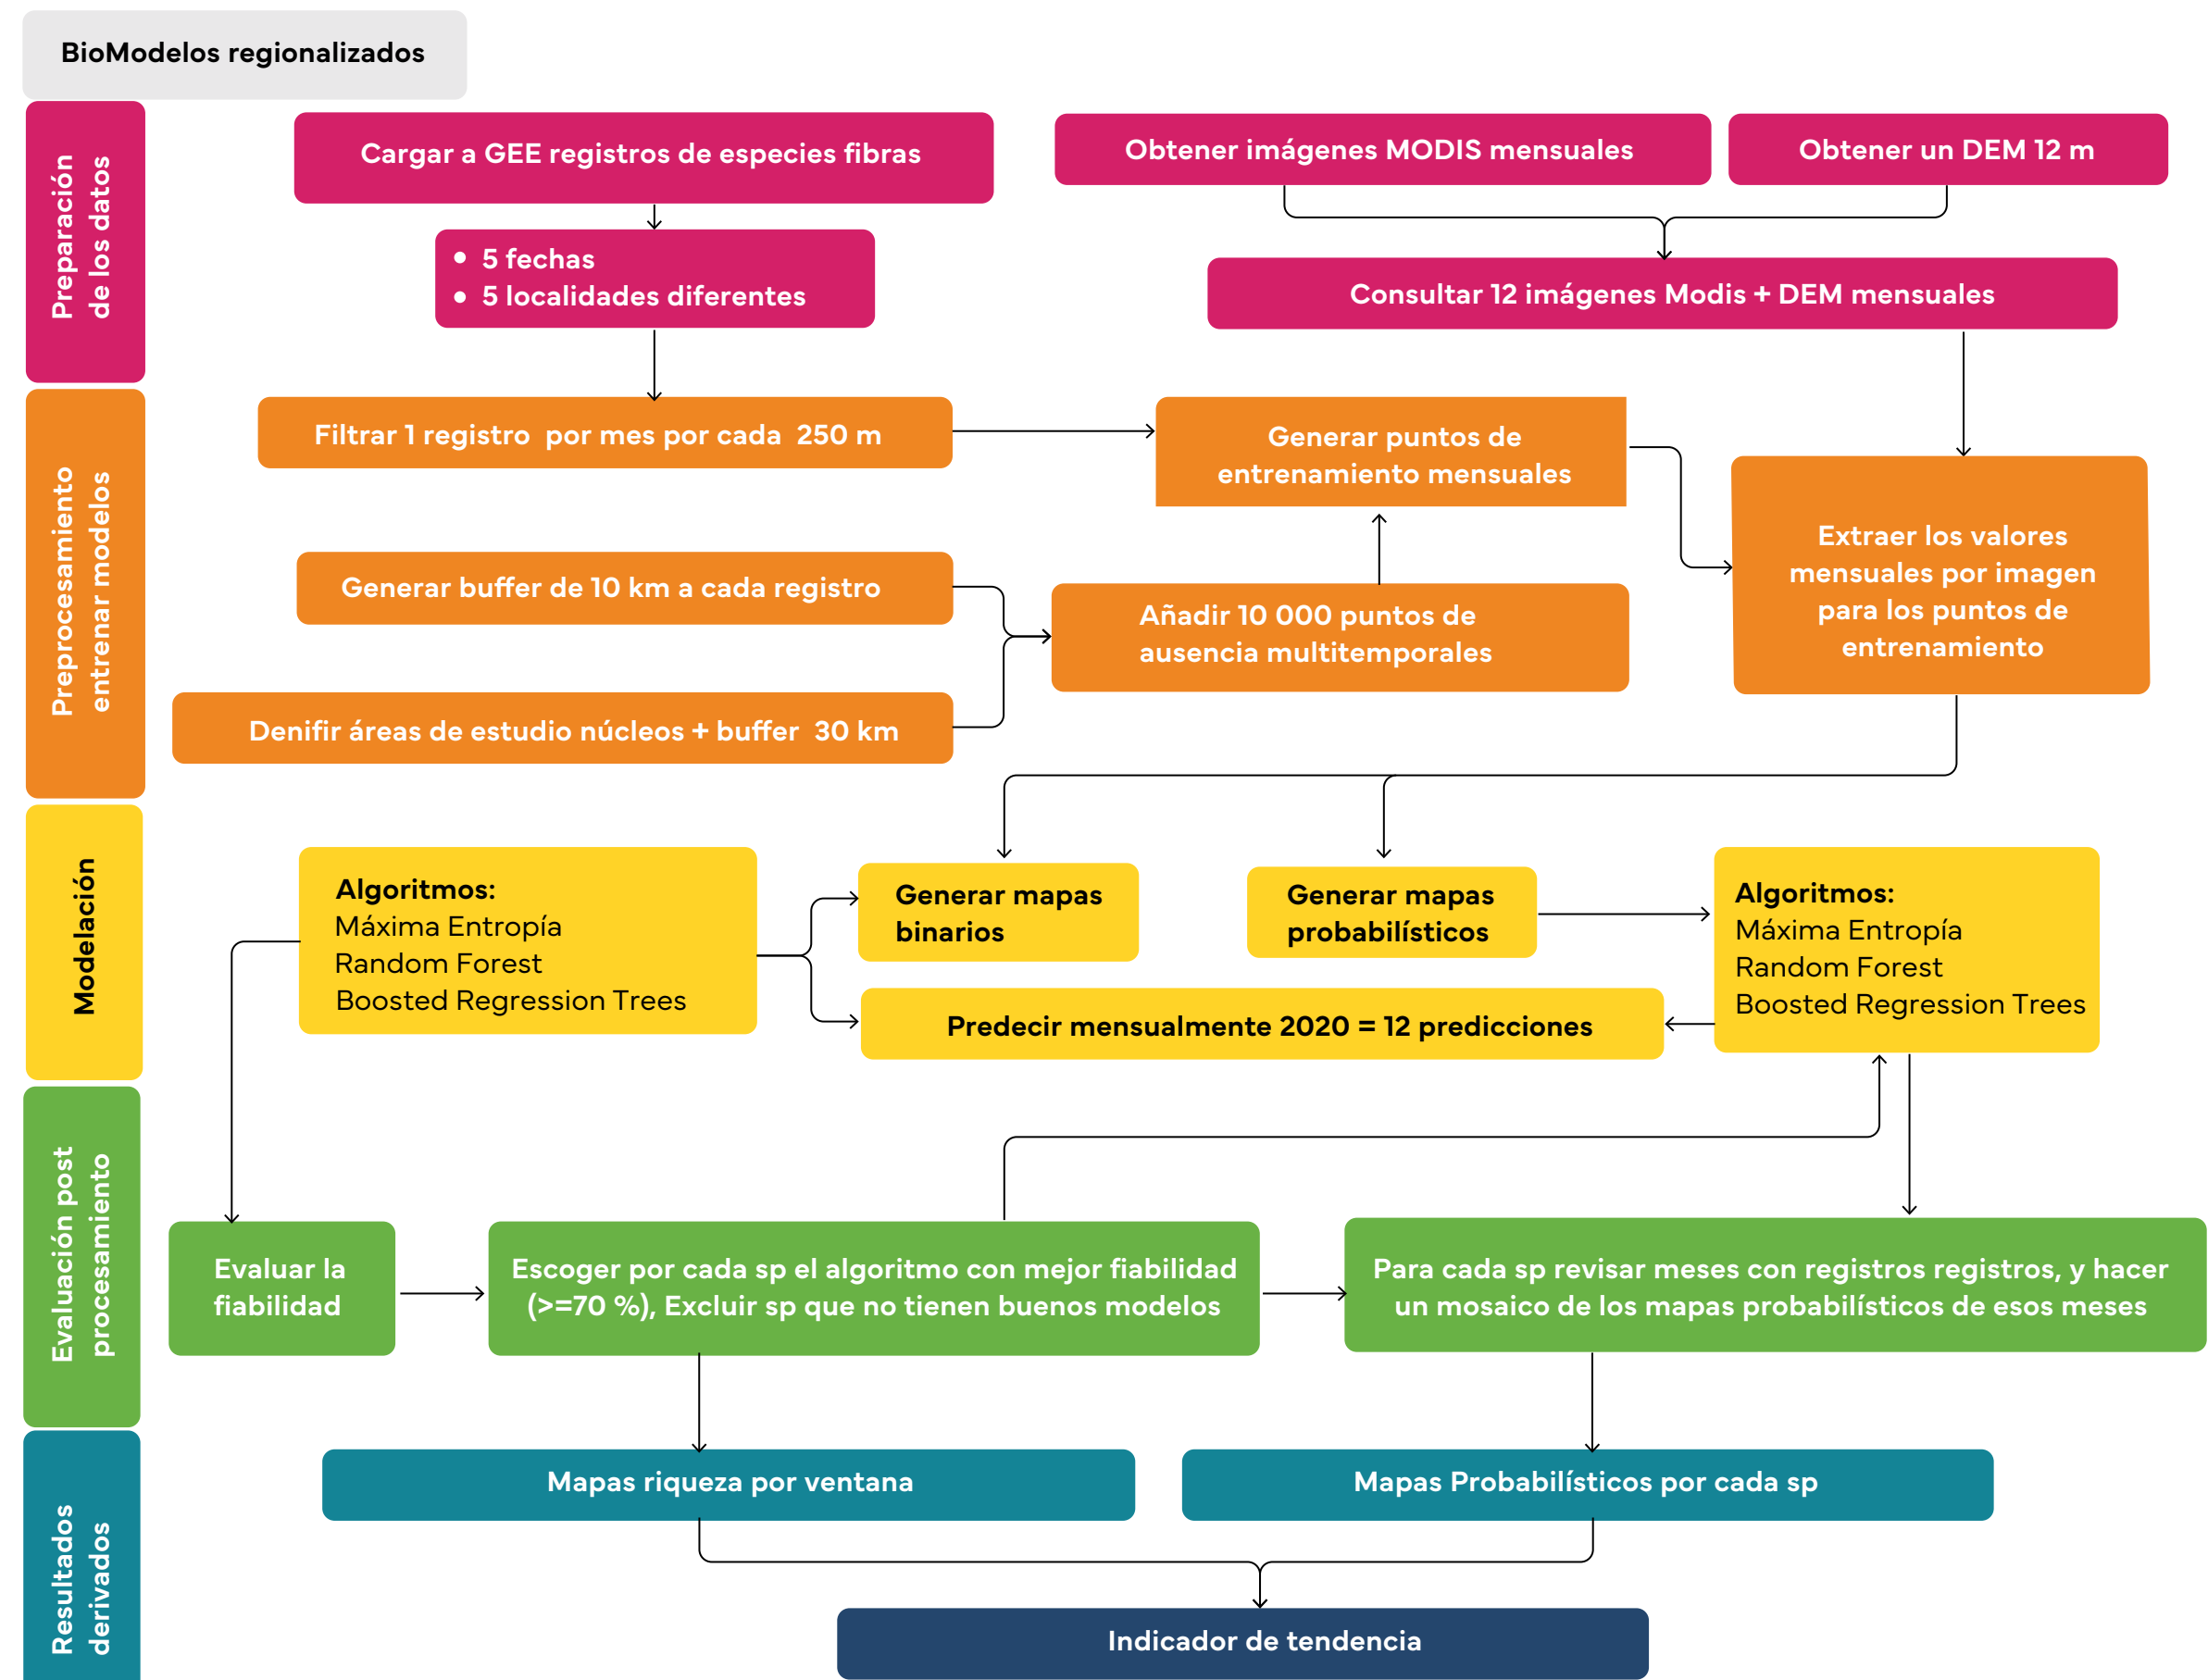 BioModelos regionalizados
Preparación
de los datos
Cargar a GEE registros de especies fibras
Obtener imágenes MODIS mensuales
Obtener un DEM 12 m
• 5 fechas
• 5 localidades diferentes
Consultar 12 imágenes Modis + DEM mensuales
Preprocesamiento
entrenar modelos
Filtrar 1 registro por mes por cada 250 m
Generar puntos de
entrenamiento mensuales
Extraer los valores
mensuales por imagen
para los puntos de
entrenamiento
Generar buffer de 10 km a cada registro
Añadir 10 000 puntos de
ausencia multitemporales
Denifir áreas de estudio núcleos + buffer 30 km
Modelación
Algoritmos:
Máxima Entropía
Random Forest
Boosted Regression Trees
Generar mapas
binarios
Generar mapas
probabilísticos
Algoritmos:
Máxima Entropía
Random Forest
Boosted Regression Trees
Predecir mensualmente 2020 = 12 predicciones
Evaluación post
procesamiento
Evaluar la
fiabilidad
Escoger por cada sp el algoritmo con mejor fiabilidad
(>=70 %), Excluir sp que no tienen buenos modelos
Para cada sp revisar meses con registros registros, y hacer
un mosaico de los mapas probabilísticos de esos meses
Resultados
derivados
Mapas riqueza por ventana
Mapas Probabilísticos por cada sp
Indicador de tendencia